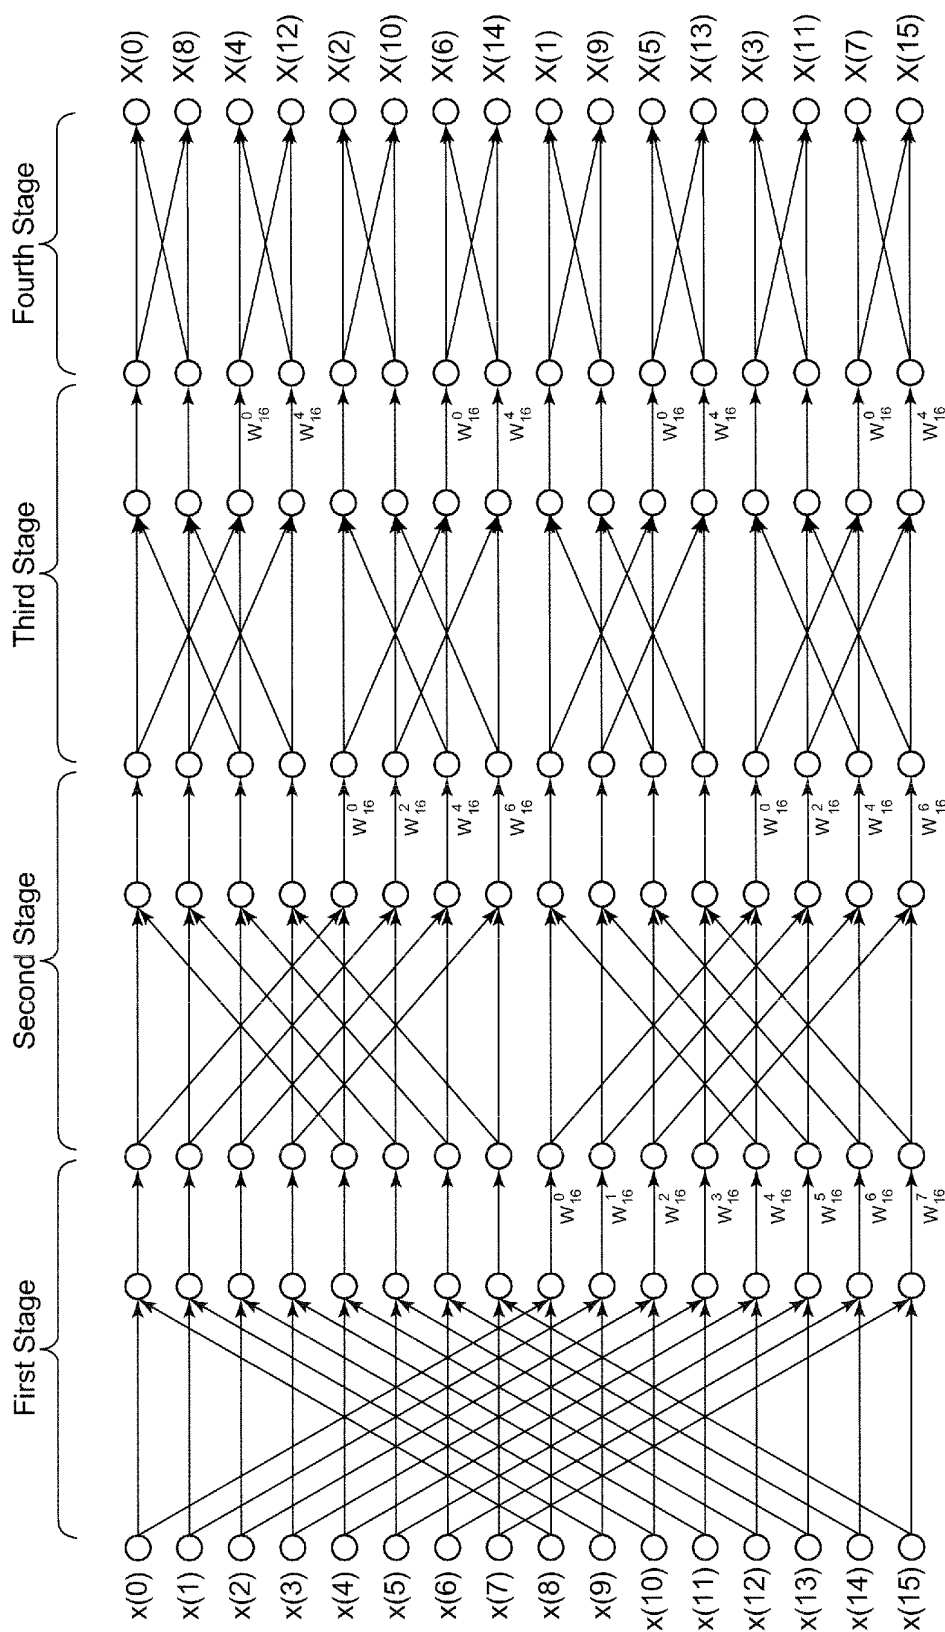 First Stage
Second Stage
Third Stage
Fourth Stage
x(0)
x(1)
x(2)
x(3)
x(4)
x(5)
x(6)
x(7)
x(8)
x(9)
x(10)
x(11)
x(12)
x(13)
x(14)
x(15)
W⁰₁₆
W¹₁₆
W²₁₆
W³₁₆
W⁴₁₆
W⁵₁₆
W⁶₁₆
W⁷₁₆
W⁰₁₆
W²₁₆
W⁴₁₆
W⁶₁₆
W⁰₁₆
W²₁₆
W⁴₁₆
W⁶₁₆
W⁰₁₆
W⁴₁₆
W⁰₁₆
W⁴₁₆
W⁰₁₆
W⁴₁₆
W⁰₁₆
W⁴₁₆
X(0)
X(8)
X(4)
X(12)
X(2)
X(10)
X(6)
X(14)
X(1)
X(9)
X(5)
X(13)
X(3)
X(11)
X(7)
X(15)